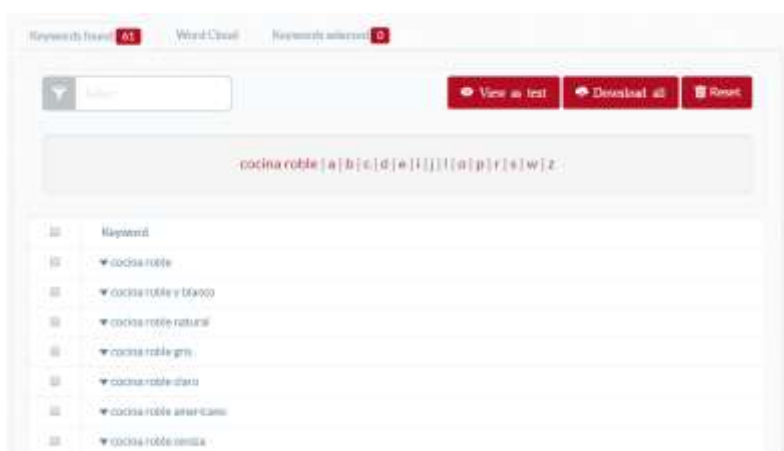 Keywords found 61 Word Cloud Keywords selected 0
View as text Download all Reset
cocina roble | a | b | c | d | e | i | j | l | o | p | r | s | w | z
Keyword
cocina roble
cocina roble y blanco
cocina roble natural
cocina roble gris
cocina roble claro
cocina roble americano
cocina roble ceniza